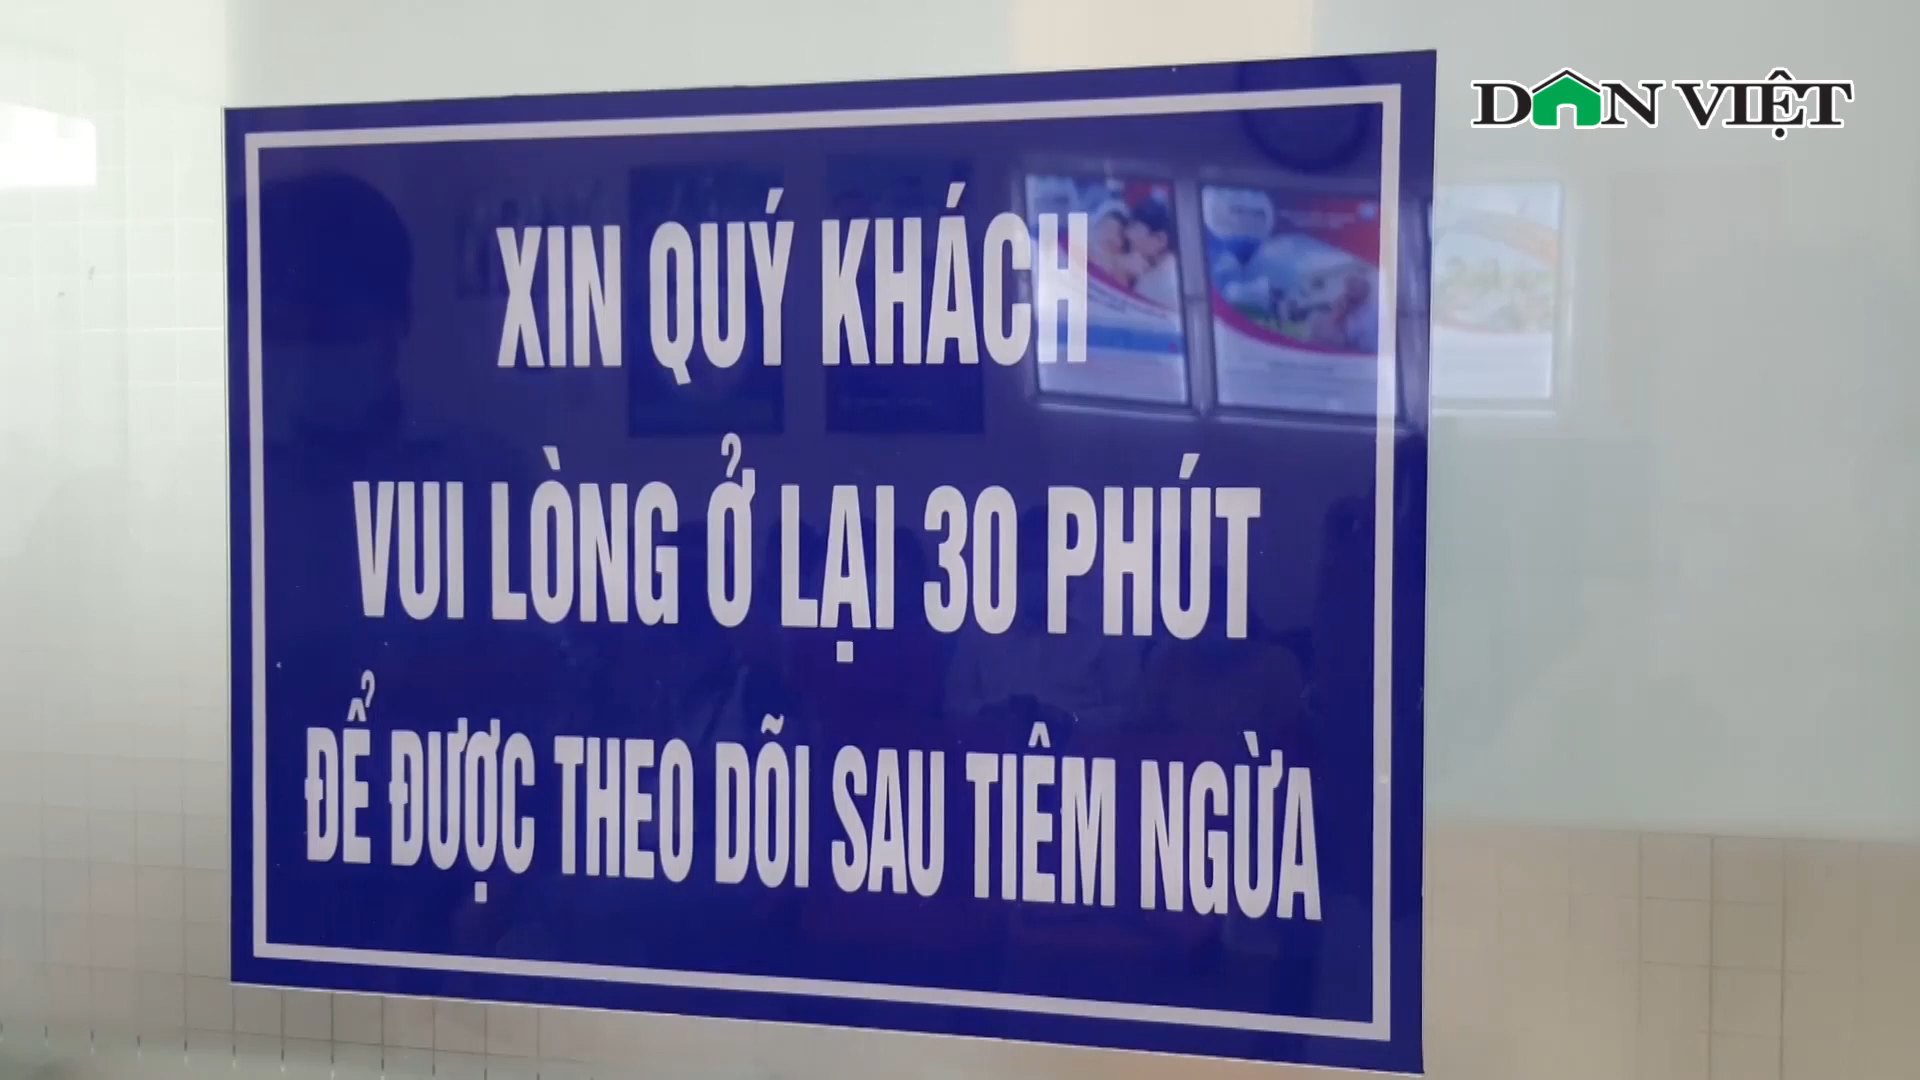 DÂN VIỆT
XIN QUÝ KHÁCH
VUI LÒNG Ở LẠI 30 PHÚT
ĐỂ ĐƯỢC THEO DÕI SAU TIÊM NGỪA